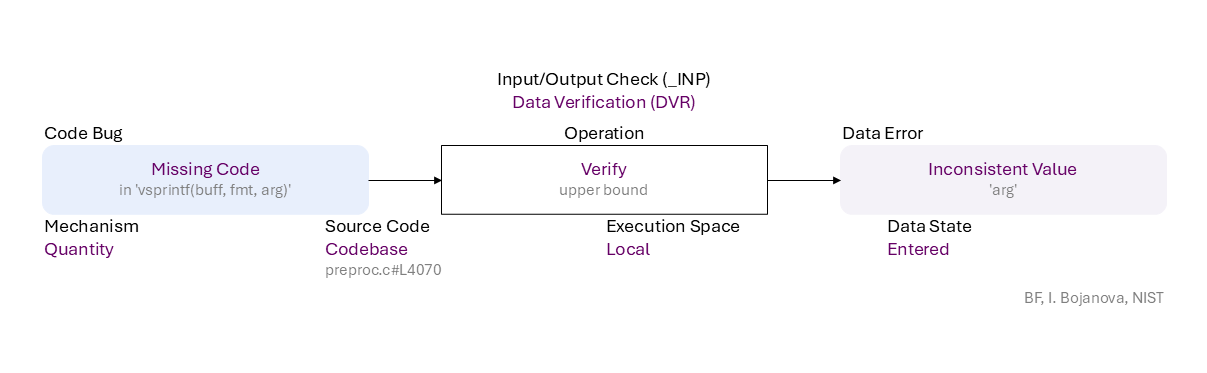 Input/Output Check (_INP)
Data Verification (DVR)
Code Bug
Operation
Data Error
Missing Code
in 'vsprintf(buff, fmt, arg)'
Verify
upper bound
Inconsistent Value
'arg'
Mechanism
Quantity
Source Code
Codebase
preproc.c#L4070
Execution Space
Local
Data State
Entered
BF, I. Bojanova, NIST